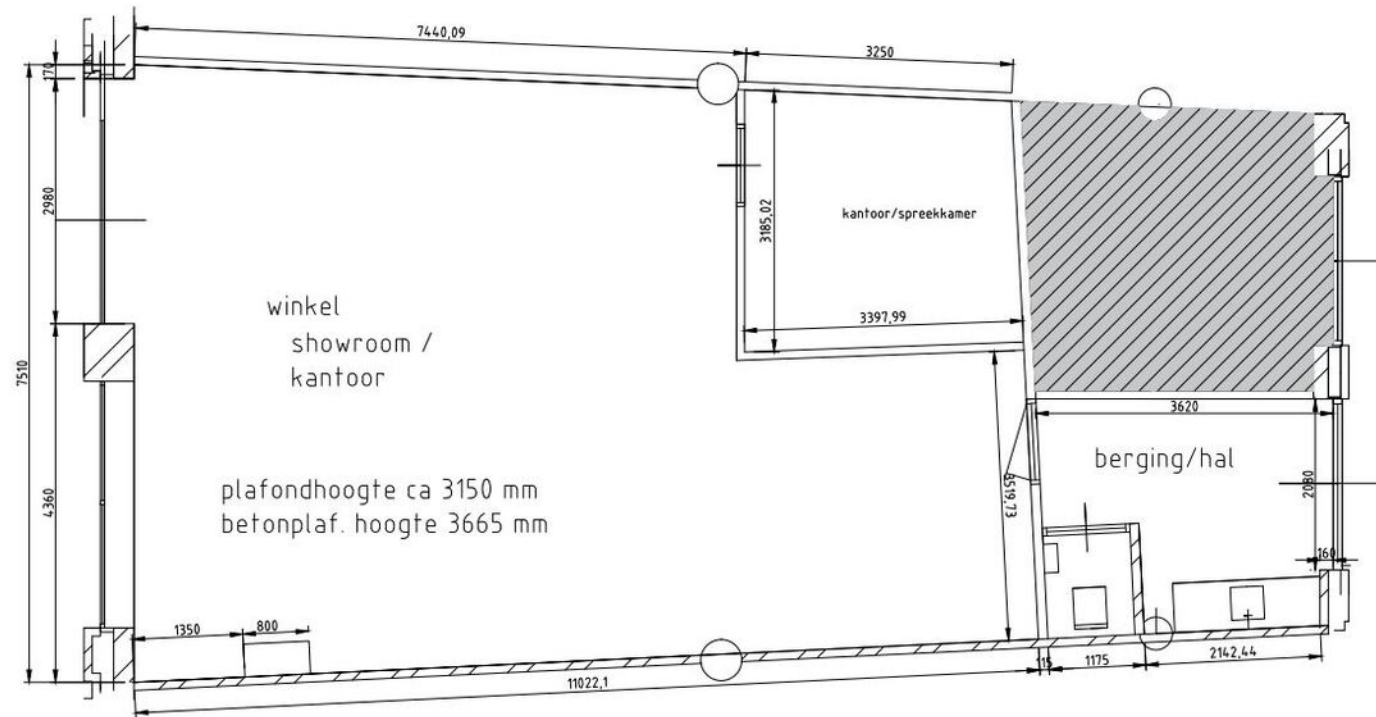 7440,09
3250
170
2980
7510
4360
3185,02
kantoor/spreekkamer
3397,99
winkel
showroom /
kantoor
plafondhoogte ca 3150 mm
betonplaf. hoogte 3665 mm
3519,73
3620
berging/hal
2080
160
1350
800
11022,1
115
1175
2142,44